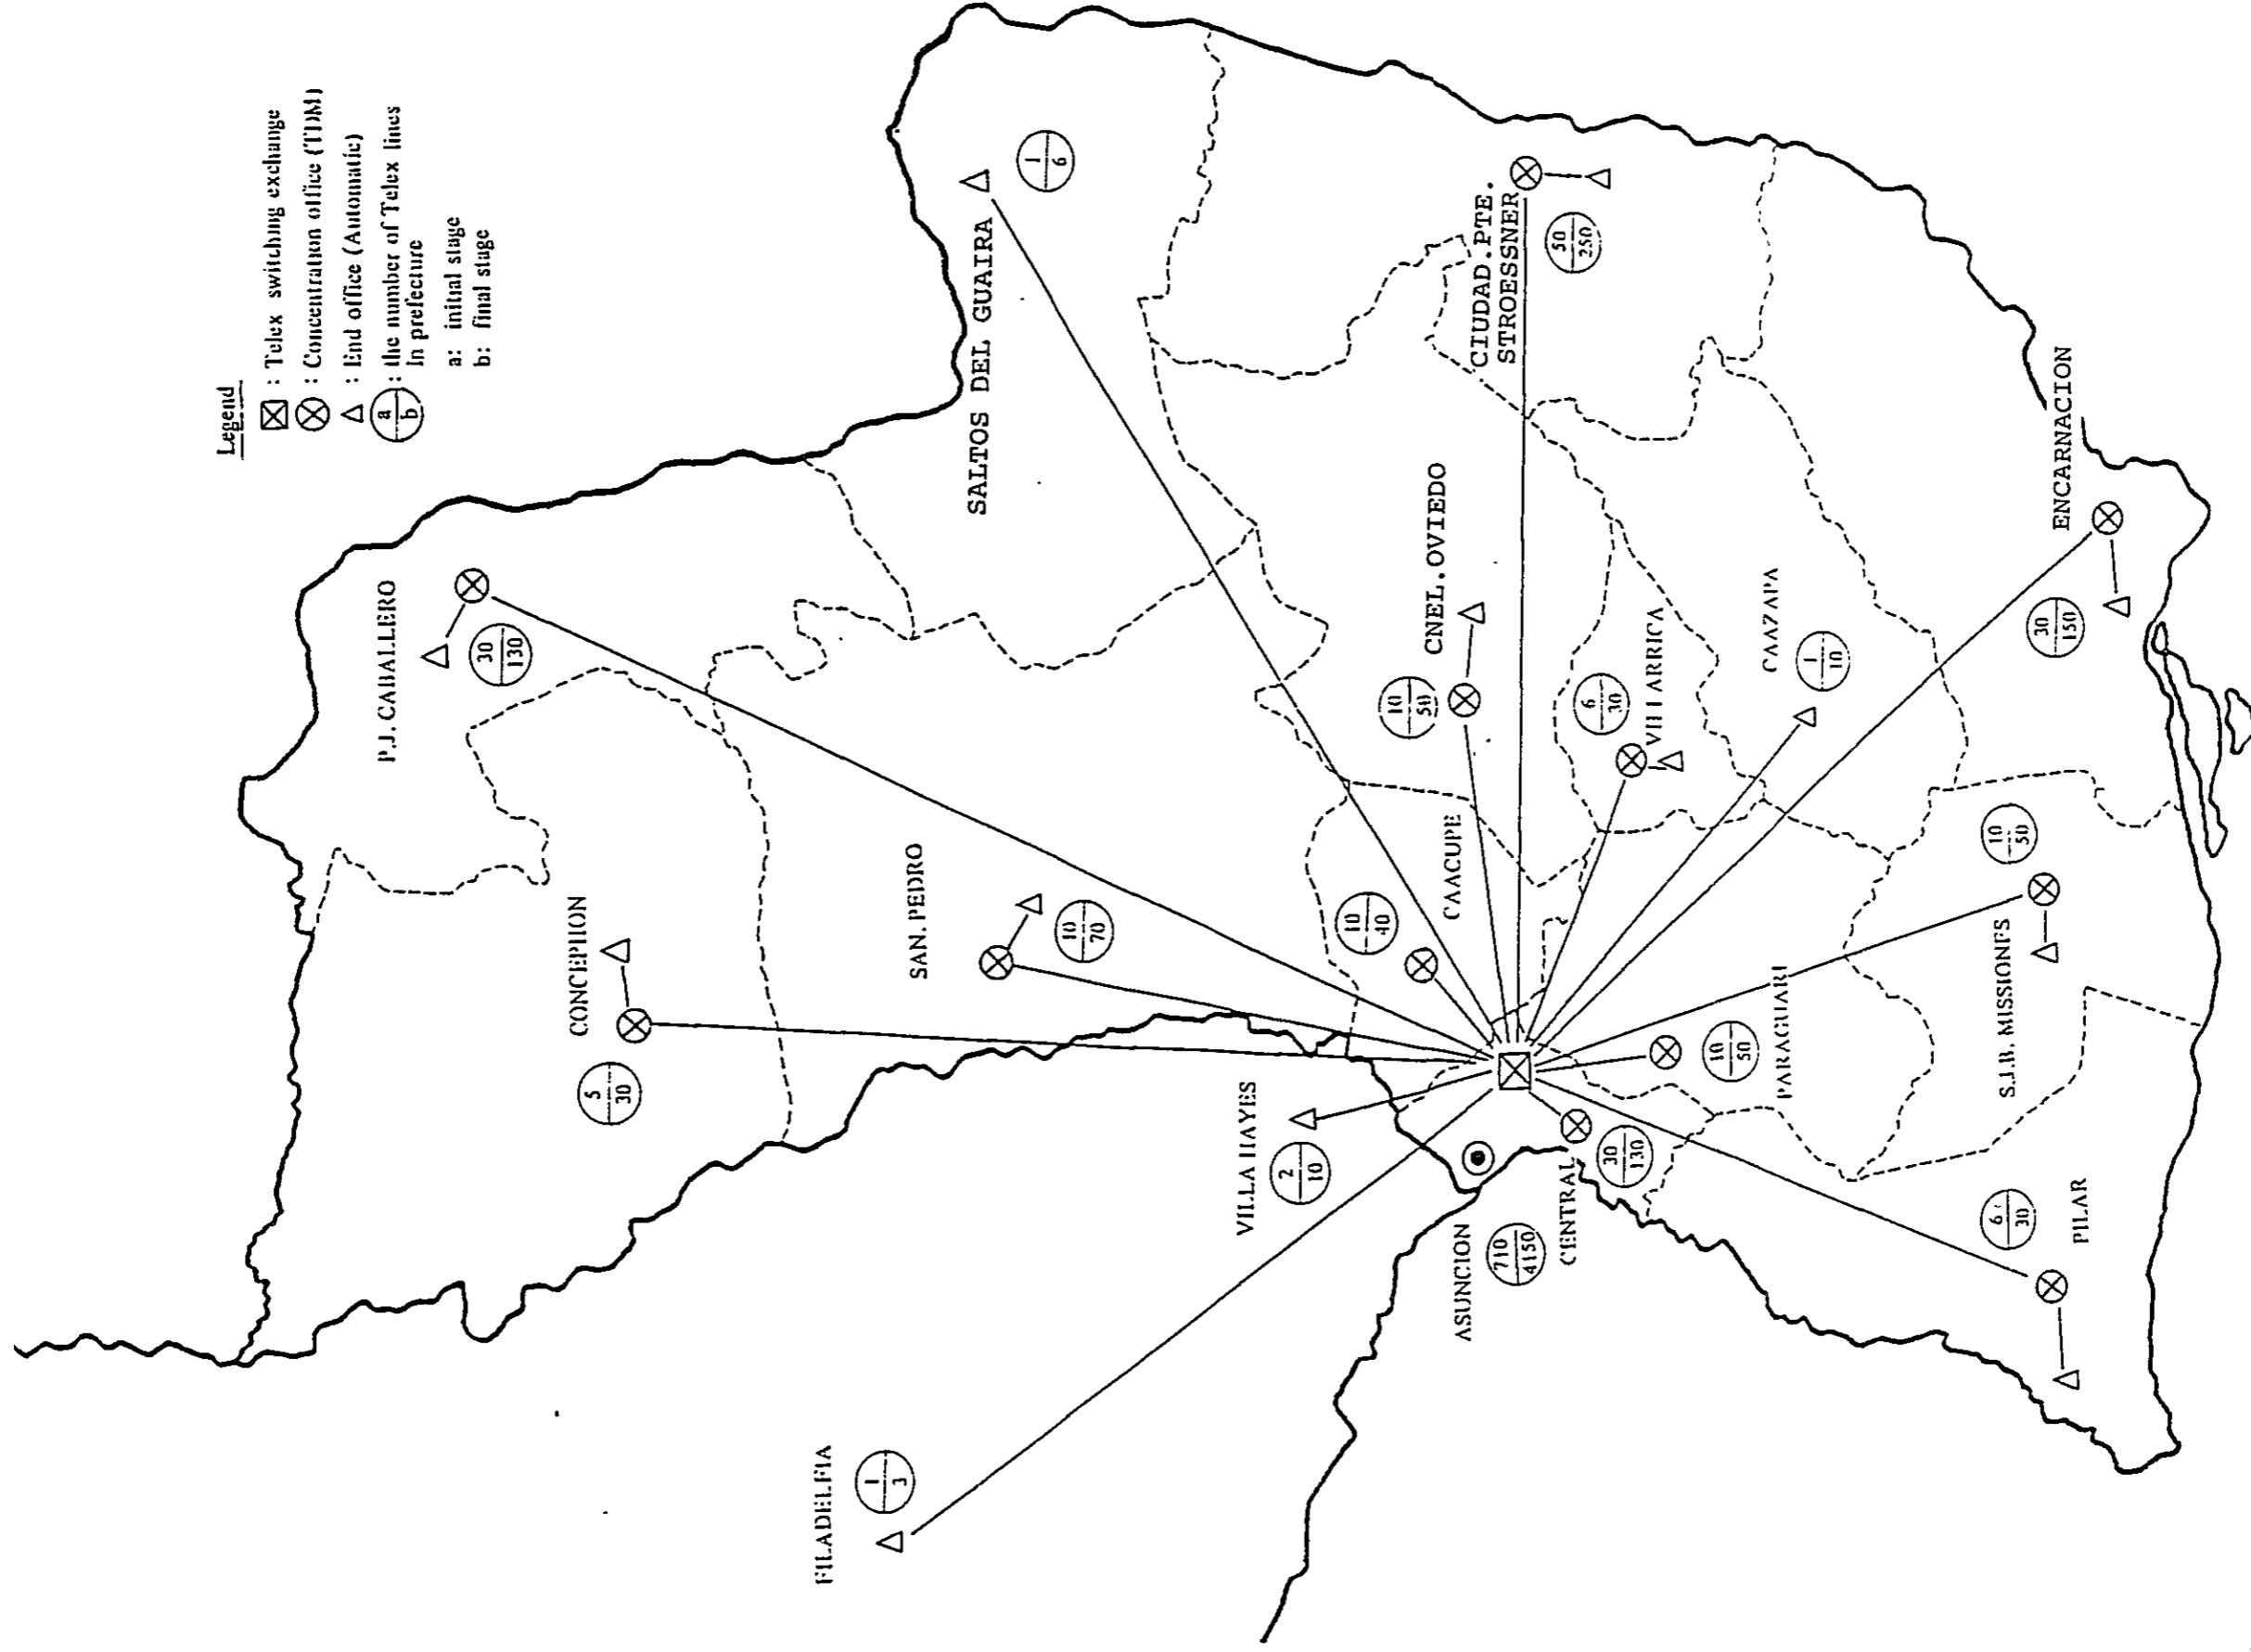 Legend
: Telex switching exchange
: Concentration office (TDM)
: End office (Automatic)
a
b
: the number of Telex lines
In prefecture
a: initial stage
b: final stage
P.J. CABALLERO
30
130
CONCEPTION
5
30
SAN. PEDRO
10
70
SALTOS DEL GUAIRA
1
6
FILADELFIA
1
3
VILLA HAYES
2
10
CAACUPE
10
40
CNEL. OVIEDO
10
50
CIUDAD. PTE.
STROESSNER
50
250
ASUNCION
710
4150
CENTRAL
30
130
VILLARRICA
6
30
CAAZAPA
1
10
PARAGUARI
10
50
S.J.B. MISSIONES
10
50
ENCARNACION
30
150
PILAR
6
30